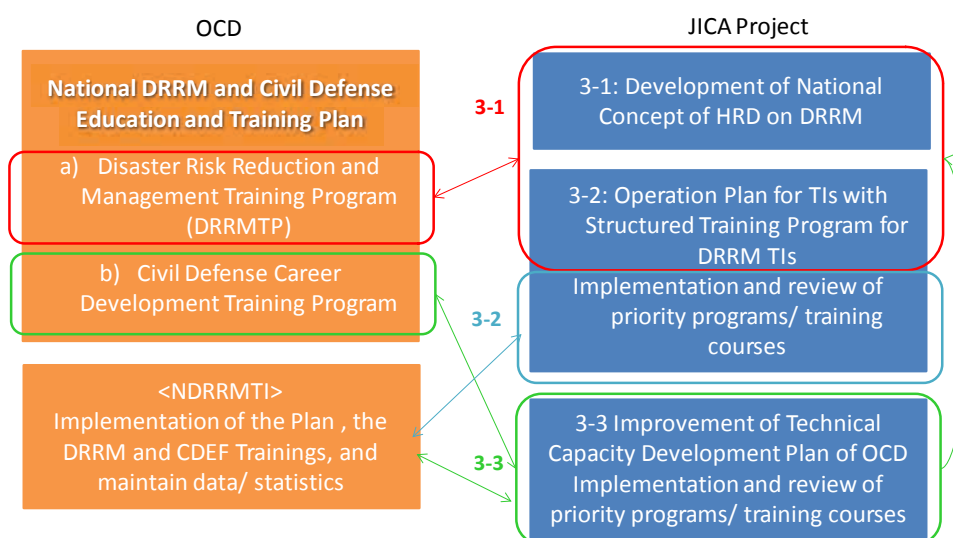 OCD
National DRRM and Civil Defense
Education and Training Plan
a) Disaster Risk Reduction and
Management Training Program
(DRRMTP)
b) Civil Defense Career
Development Training Program
<NDRRMTI>
Implementation of the Plan , the
DRRM and CDEF Trainings, and
maintain data/ statistics
3-1
3-2
3-3
JICA Project
3-1: Development of National
Concept of HRD on DRRM
3-2: Operation Plan for TIs with
Structured Training Program for
DRRM TIs
Implementation and review of
priority programs/ training
courses
3-3 Improvement of Technical
Capacity Development Plan of OCD
Implementation and review of
priority programs/ training courses